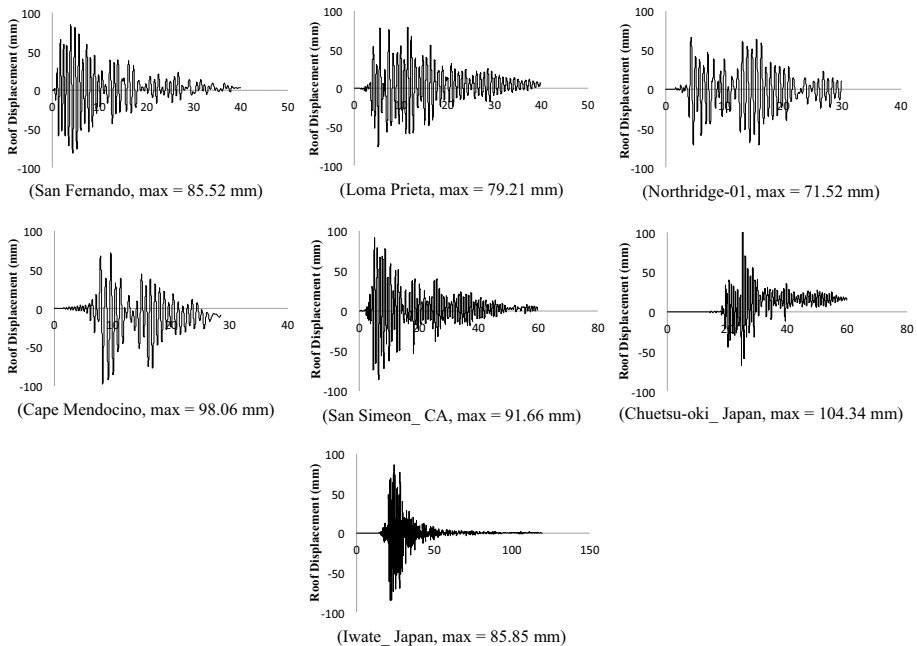 Roof Displacement (mm)
100
50
0
-50
-100
0 10 20 30 40 50
(San Fernando, max = 85.52 mm)
Roof Displacement (mm)
100
50
0
-50
-100
0 10 20 30 40 50
(Loma Prieta, max = 79.21 mm)
Roof Displacement (mm)
100
50
0
-50
-100
0 10 20 30 40
(Northridge-01, max = 71.52 mm)
Roof Displacement (mm)
100
50
0
-50
-100
0 10 20 30 40
(Cape Mendocino, max = 98.06 mm)
Roof Displacement (mm)
100
50
0
-50
-100
0 20 40 60 80
(San Simeon_ CA, max = 91.66 mm)
Roof Displacement (mm)
100
50
0
-50
-100
0 20 40 60 80
(Chuetsu-oki_ Japan, max = 104.34 mm)
Roof Displacement (mm)
100
50
0
-50
-100
0 50 100 150
(Iwate_ Japan, max = 85.85 mm)